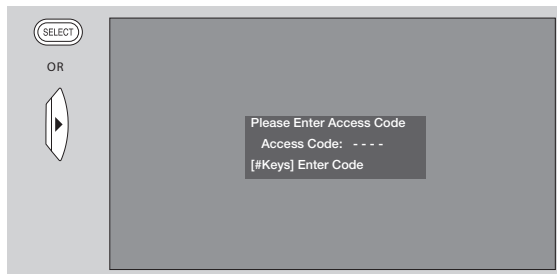 SELECT
OR
Please Enter Access Code
Access Code: - - - -
[#Keys] Enter Code